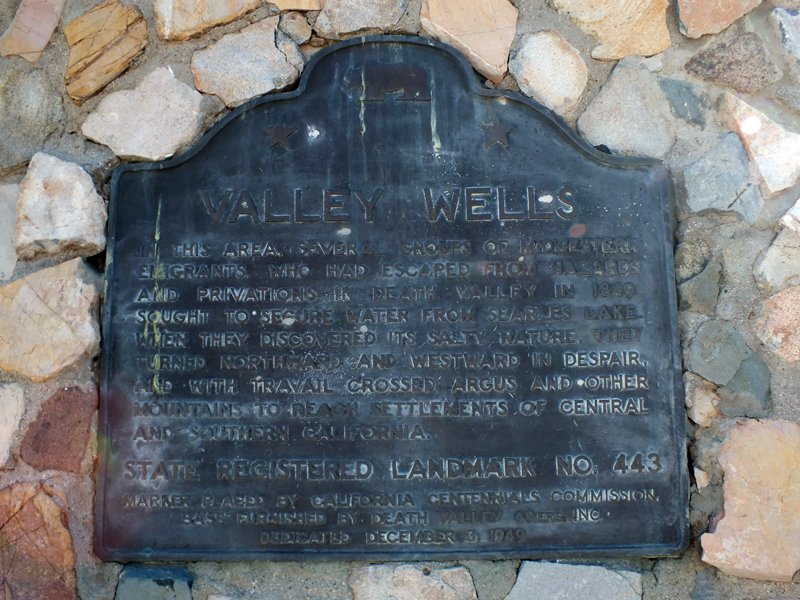 VALLEY WELLS
IN THIS AREA, SEVERAL GROUPS OF MIDWESTERN
EMIGRANTS, WHO HAD ESCAPED FROM HAZARDS
AND PRIVATIONS IN DEATH VALLEY IN 1849,
SOUGHT TO SECURE WATER FROM SEARLES LAKE.
WHEN THEY DISCOVERED ITS SALTY NATURE, THEY
TURNED NORTHWARD AND WESTWARD IN DESPAIR,
AND WITH TRAVAIL CROSSED ARGUS AND OTHER
MOUNTAINS TO REACH SETTLEMENTS OF CENTRAL
AND SOUTHERN CALIFORNIA.
STATE REGISTERED LANDMARK NO. 443
MARKER PLACED BY CALIFORNIA CENTENNIALS COMMISSION.
BASE FURNISHED BY DEATH VALLEY '49ERS INC.
DEDICATED DECEMBER 3, 1949